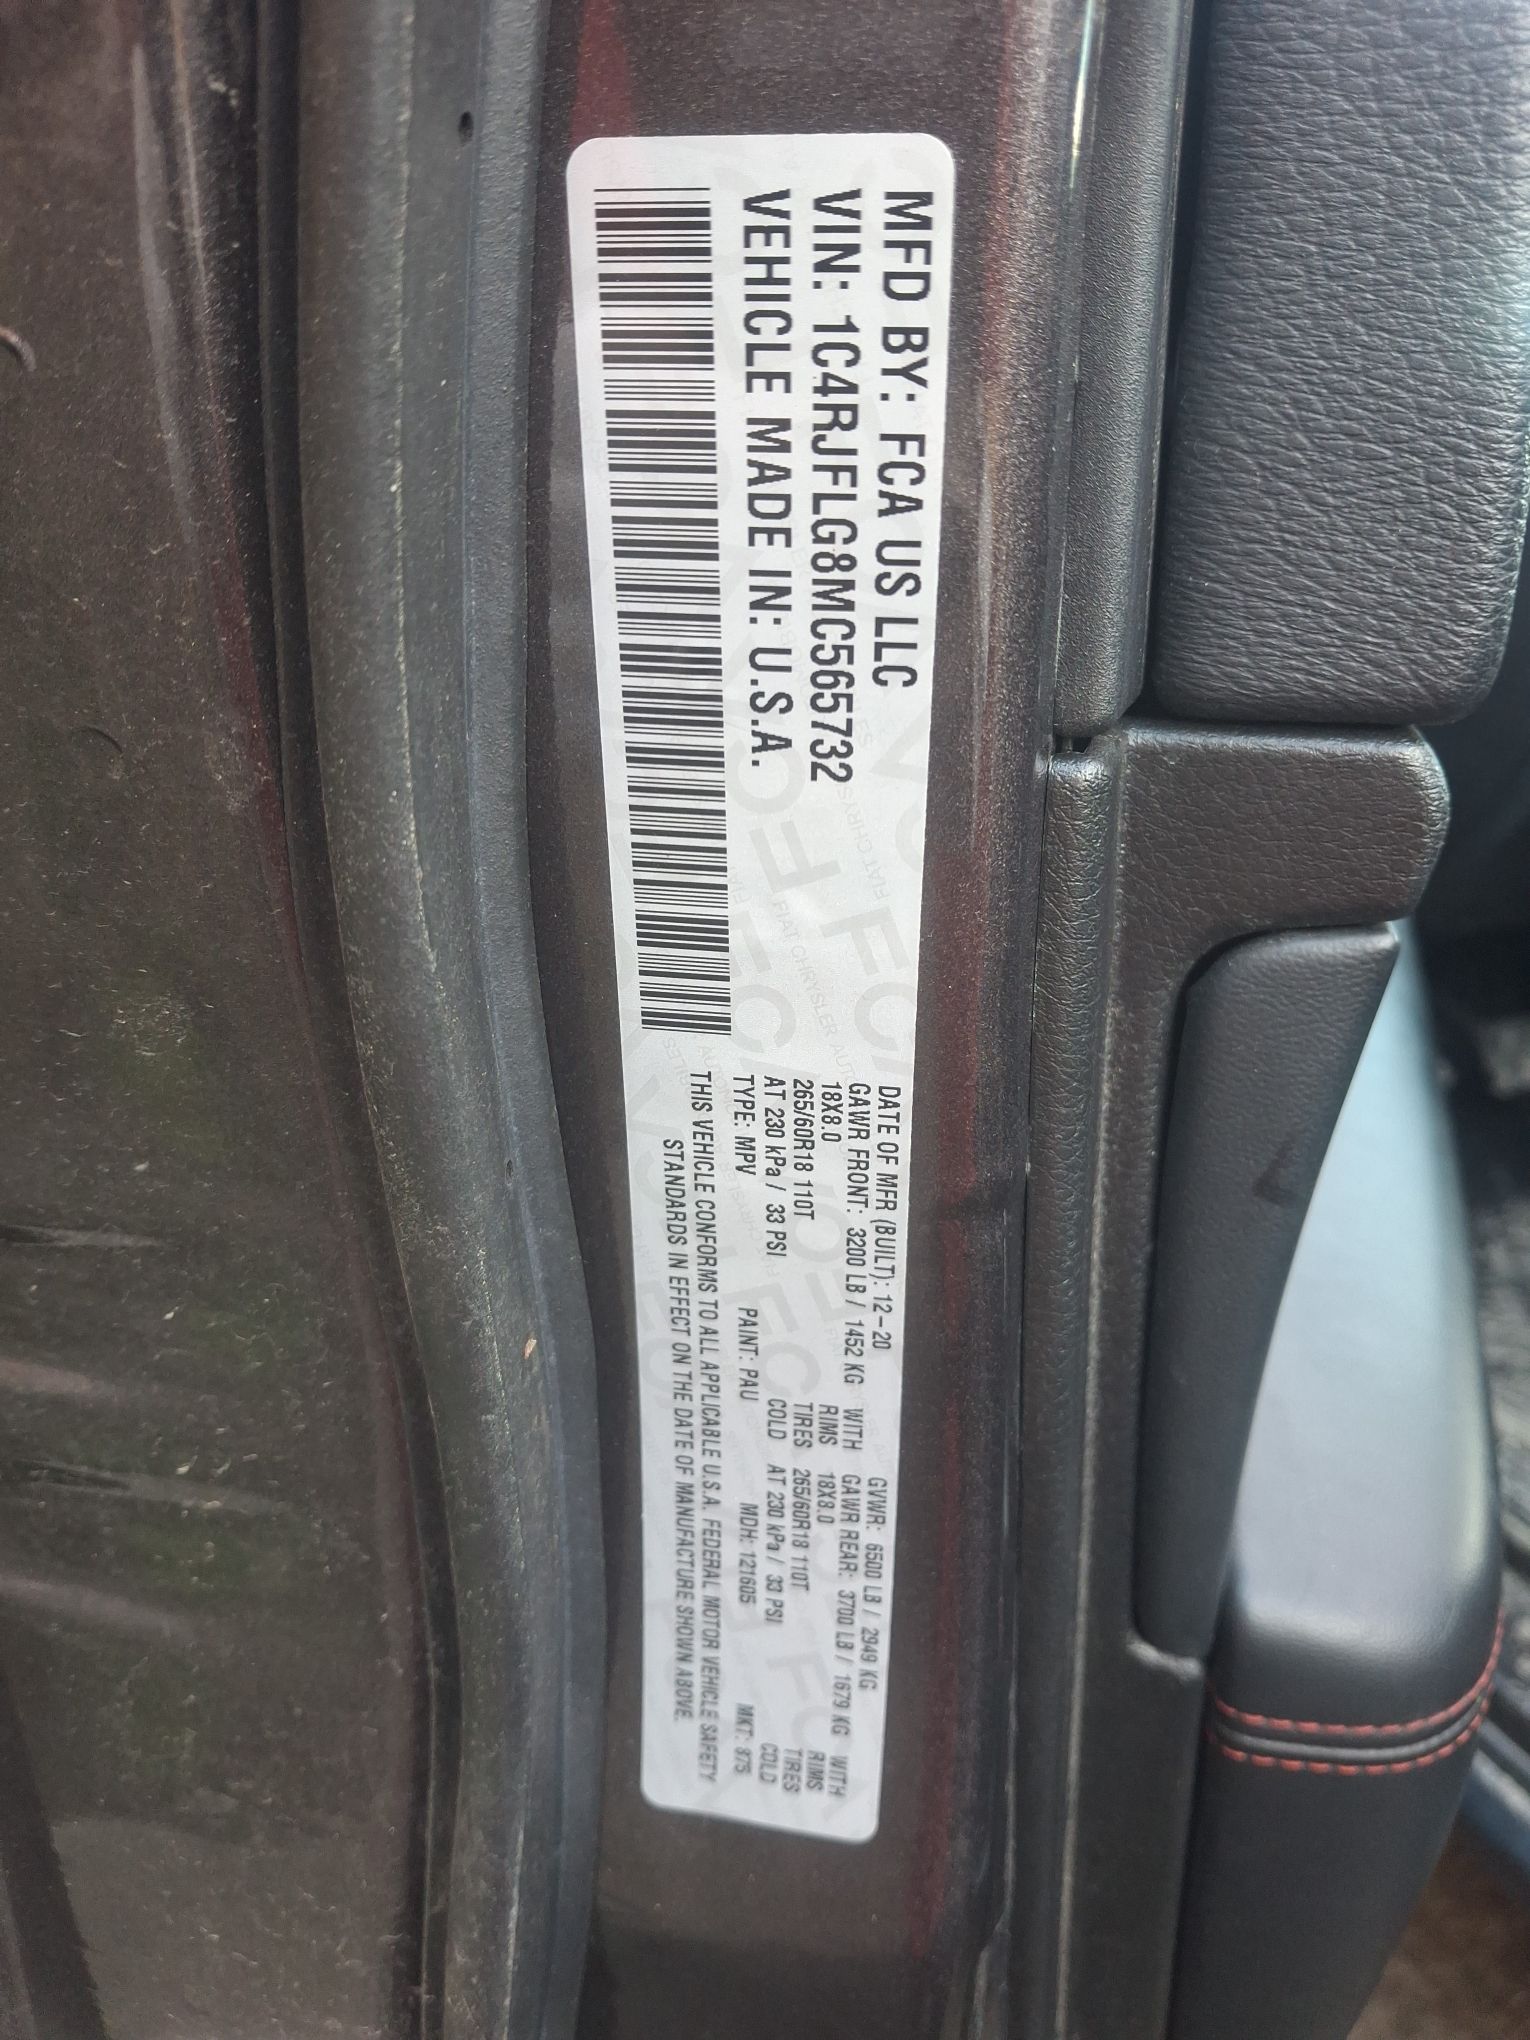 MFD BY: FCA US LLC
VIN: 1C4RJFLG8MC565732
VEHICLE MADE IN: U.S.A.
DATE OF MFR (BUILT): 12-20 GVWR: 6500 LB / 2949 KG
GAWR FRONT: 3200 LB / 1452 KG WITH GAWR REAR: 3700 LB / 1679 KG WITH
18X8.0 RIMS 18X8.0 RIMS
265/60R18 110T TIRES 265/60R18 110T TIRES
AT 230 kPa / 33 PSI COLD AT 230 kPa / 33 PSI COLD
TYPE: MPV PAINT: PAU MDH: 121605 MKT: 875
THIS VEHICLE CONFORMS TO ALL APPLICABLE U.S.A. FEDERAL MOTOR VEHICLE SAFETY
STANDARDS IN EFFECT ON THE DATE OF MANUFACTURE SHOWN ABOVE.